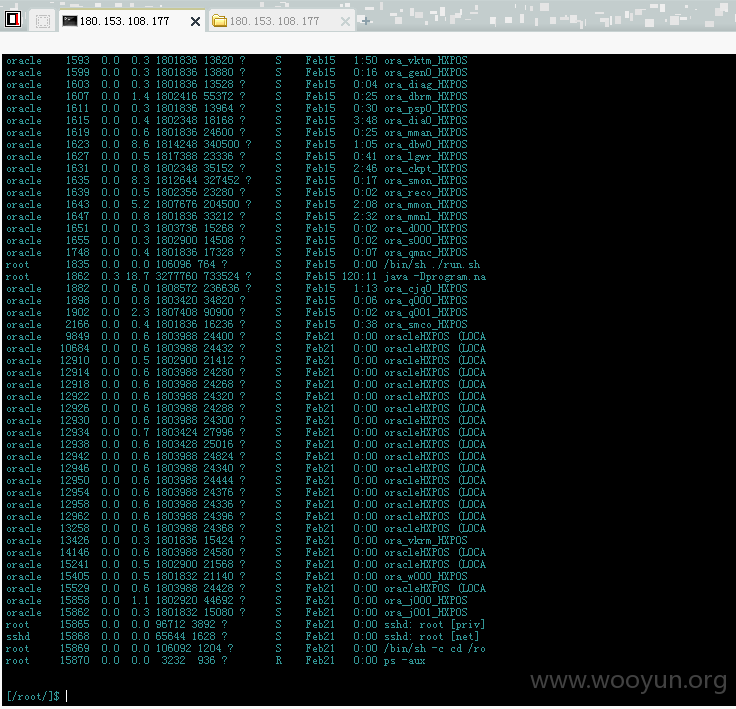 180.153.108.177 180.153.108.177
oracle 1593 0.0 0.3 1801836 13620 ? S Feb15 1:50 ora_vktm_HXPOS
oracle 1599 0.0 0.3 1801836 13880 ? S Feb15 0:16 ora_gen0_HXPOS
oracle 1603 0.0 0.3 1801836 13528 ? S Feb15 0:04 ora_diag_HXPOS
oracle 1607 0.0 1.4 1802416 55372 ? S Feb15 0:25 ora_dbrm_HXPOS
oracle 1611 0.0 0.3 1801836 13964 ? S Feb15 0:30 ora_psp0_HXPOS
oracle 1615 0.0 0.4 1802348 18168 ? S Feb15 3:48 ora_dia0_HXPOS
oracle 1619 0.0 0.6 1801836 24600 ? S Feb15 0:25 ora_mman_HXPOS
oracle 1623 0.0 8.6 1814248 340500 ? S Feb15 1:05 ora_dbw0_HXPOS
oracle 1627 0.0 0.5 1817388 23336 ? S Feb15 0:41 ora_lgwr_HXPOS
oracle 1631 0.0 0.8 1802348 35152 ? S Feb15 2:46 ora_ckpt_HXPOS
oracle 1635 0.0 8.3 1812644 327452 ? S Feb15 0:17 ora_smon_HXPOS
oracle 1639 0.0 0.5 1802356 23280 ? S Feb15 0:02 ora_reco_HXPOS
oracle 1643 0.0 5.2 1807676 204500 ? S Feb15 2:08 ora_mmon_HXPOS
oracle 1647 0.0 0.8 1801836 33212 ? S Feb15 2:32 ora_mmnl_HXPOS
oracle 1651 0.0 0.3 1803736 15268 ? S Feb15 0:02 ora_d000_HXPOS
oracle 1655 0.0 0.3 1802900 14508 ? S Feb15 0:02 ora_s000_HXPOS
oracle 1748 0.0 0.4 1801836 17328 ? S Feb15 0:07 ora_qmnc_HXPOS
root 1835 0.0 0.0 106096 764 ? S Feb15 0:00 /bin/sh ./run.sh
root 1862 0.3 18.7 3277760 733524 ? S Feb15 120:11 java -Dprogram.na
oracle 1882 0.0 6.0 1808572 236636 ? S Feb15 1:13 ora_cjq0_HXPOS
oracle 1898 0.0 0.8 1803420 34820 ? S Feb15 0:06 ora_q000_HXPOS
oracle 1902 0.0 2.3 1807408 90900 ? S Feb15 0:02 ora_q001_HXPOS
oracle 2166 0.0 0.4 1801836 16236 ? S Feb15 0:38 ora_smco_HXPOS
oracle 9849 0.0 0.6 1803988 24400 ? S Feb21 0:00 oracleHXPOS (LOCA
oracle 10684 0.0 0.6 1803988 24432 ? S Feb21 0:00 oracleHXPOS (LOCA
oracle 12910 0.0 0.5 1802900 21412 ? S Feb21 0:00 oracleHXPOS (LOCA
oracle 12914 0.0 0.6 1803988 24280 ? S Feb21 0:00 oracleHXPOS (LOCA
oracle 12918 0.0 0.6 1803988 24268 ? S Feb21 0:00 oracleHXPOS (LOCA
oracle 12922 0.0 0.6 1803988 24320 ? S Feb21 0:00 oracleHXPOS (LOCA
oracle 12926 0.0 0.6 1803988 24288 ? S Feb21 0:00 oracleHXPOS (LOCA
oracle 12930 0.0 0.6 1803988 24300 ? S Feb21 0:00 oracleHXPOS (LOCA
oracle 12934 0.0 0.7 1803424 27996 ? S Feb21 0:00 oracleHXPOS (LOCA
oracle 12938 0.0 0.6 1803428 25016 ? S Feb21 0:00 oracleHXPOS (LOCA
oracle 12942 0.0 0.6 1803988 24824 ? S Feb21 0:00 oracleHXPOS (LOCA
oracle 12946 0.0 0.6 1803988 24340 ? S Feb21 0:00 oracleHXPOS (LOCA
oracle 12950 0.0 0.6 1803988 24444 ? S Feb21 0:00 oracleHXPOS (LOCA
oracle 12954 0.0 0.6 1803988 24376 ? S Feb21 0:00 oracleHXPOS (LOCA
oracle 12958 0.0 0.6 1803988 24336 ? S Feb21 0:00 oracleHXPOS (LOCA
oracle 12962 0.0 0.6 1803988 24396 ? S Feb21 0:00 oracleHXPOS (LOCA
oracle 13258 0.0 0.6 1803988 24368 ? S Feb21 0:00 oracleHXPOS (LOCA
oracle 13426 0.0 0.3 1801836 15424 ? S Feb21 0:00 ora_vkrm_HXPOS
oracle 14146 0.0 0.6 1803988 24580 ? S Feb21 0:00 oracleHXPOS (LOCA
oracle 15241 0.0 0.5 1802900 21568 ? S Feb21 0:00 oracleHXPOS (LOCA
oracle 15405 0.0 0.5 1801832 21140 ? S Feb21 0:00 ora_w000_HXPOS
oracle 15529 0.0 0.6 1803988 24428 ? S Feb21 0:00 oracleHXPOS (LOCA
oracle 15858 0.0 1.1 1802920 44692 ? S Feb21 0:00 ora_j000_HXPOS
oracle 15862 0.0 0.3 1801832 15080 ? S Feb21 0:00 ora_j001_HXPOS
root 15865 0.0 0.0 96712 3892 ? S Feb21 0:00 sshd: root [priv]
sshd 15868 0.0 0.0 65644 1628 ? S Feb21 0:00 sshd: root [net]
root 15869 0.0 0.0 106092 1204 ? S Feb21 0:00 /bin/sh -c cd /ro
root 15870 0.0 0.0 3232 936 ? R Feb21 0:00 ps -aux
www.wooyun.org
[/root/]$